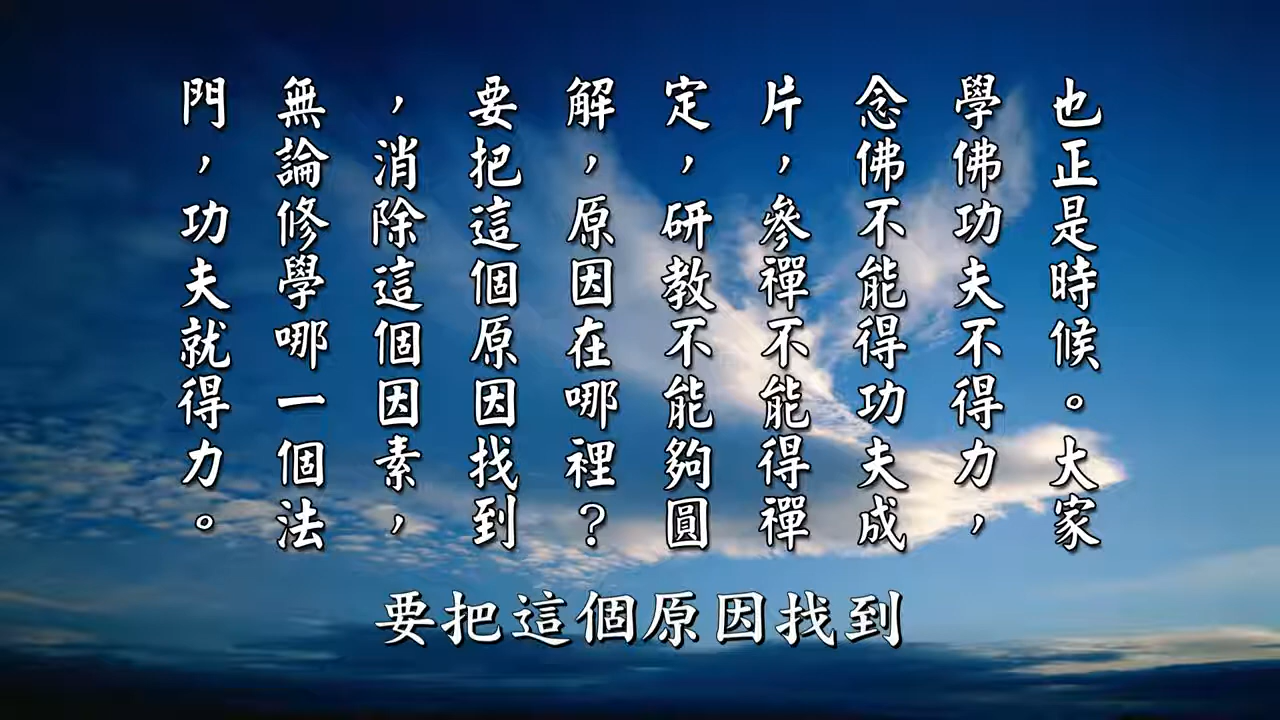 也正是時候。大家
學佛功夫不得力，
念佛不能得功夫成
片，參禪不能得禪
定，研教不能夠圓
解，原因在哪裡？
要把這個原因找到
，消除這個因素，
無論修學哪一個法
門，功夫就得力。
要把這個原因找到